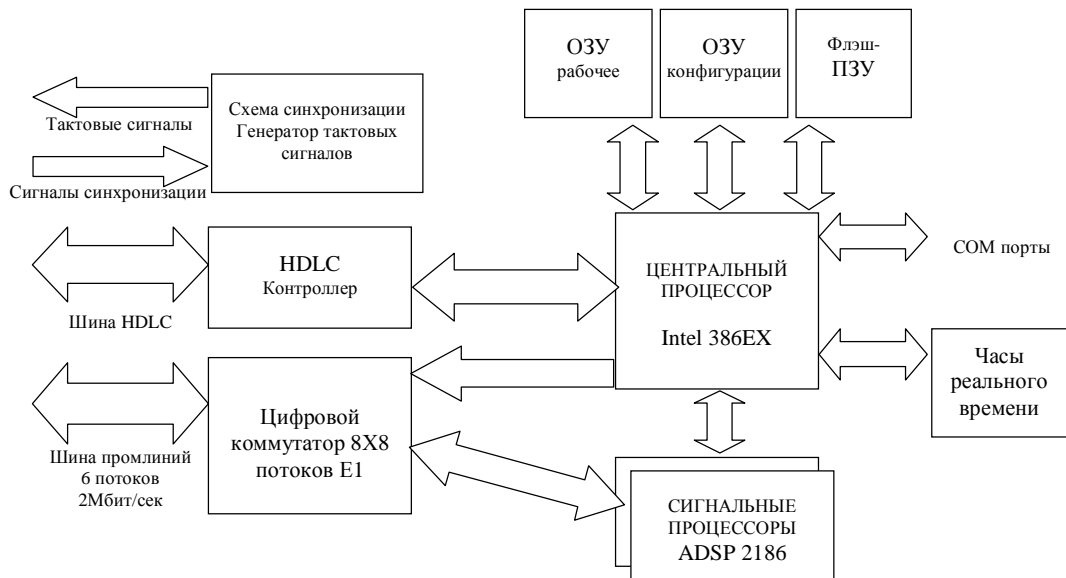 ОЗУ
рабочее
ОЗУ
конфигурации
Флэш-
ПЗУ
Схема синхронизации
Генератор тактовых
сигналов
Тактовые сигналы
Сигналы синхронизации
HDLC
Контроллер
Шина HDLC
ЦЕНТРАЛЬНЫЙ
ПРОЦЕССОР
Intel 386EX
COM порты
Часы
реального
времени
Цифровой
коммутатор 8X8
потоков E1
Шина промлиний
6 потоков
2Мбит/сек
СИГНАЛЬНЫЕ
ПРОЦЕССОРЫ
ADSP 2186